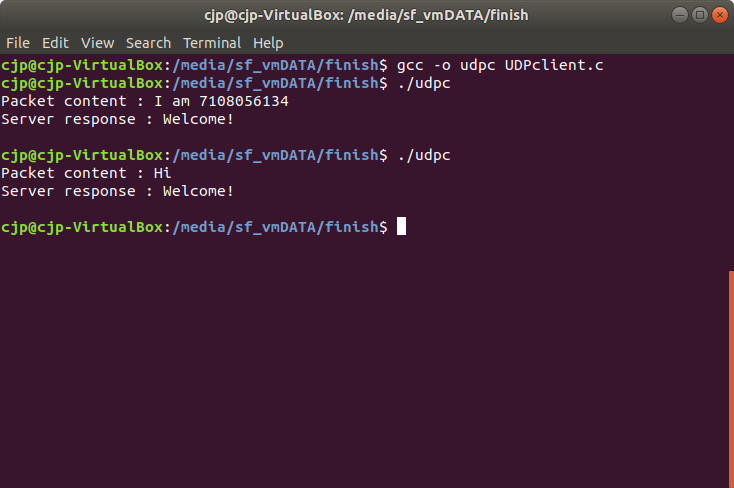 cjp@cjp-VirtualBox: /media/sf_vmDATA/finish
File Edit View Search Terminal Help
cjp@cjp-VirtualBox:/media/sf_vmDATA/finish$ gcc -o udpc UDPclient.c
cjp@cjp-VirtualBox:/media/sf_vmDATA/finish$ ./udpc
Packet content : I am 7108056134
Server response : Welcome!
cjp@cjp-VirtualBox:/media/sf_vmDATA/finish$ ./udpc
Packet content : Hi
Server response : Welcome!
cjp@cjp-VirtualBox:/media/sf_vmDATA/finish$